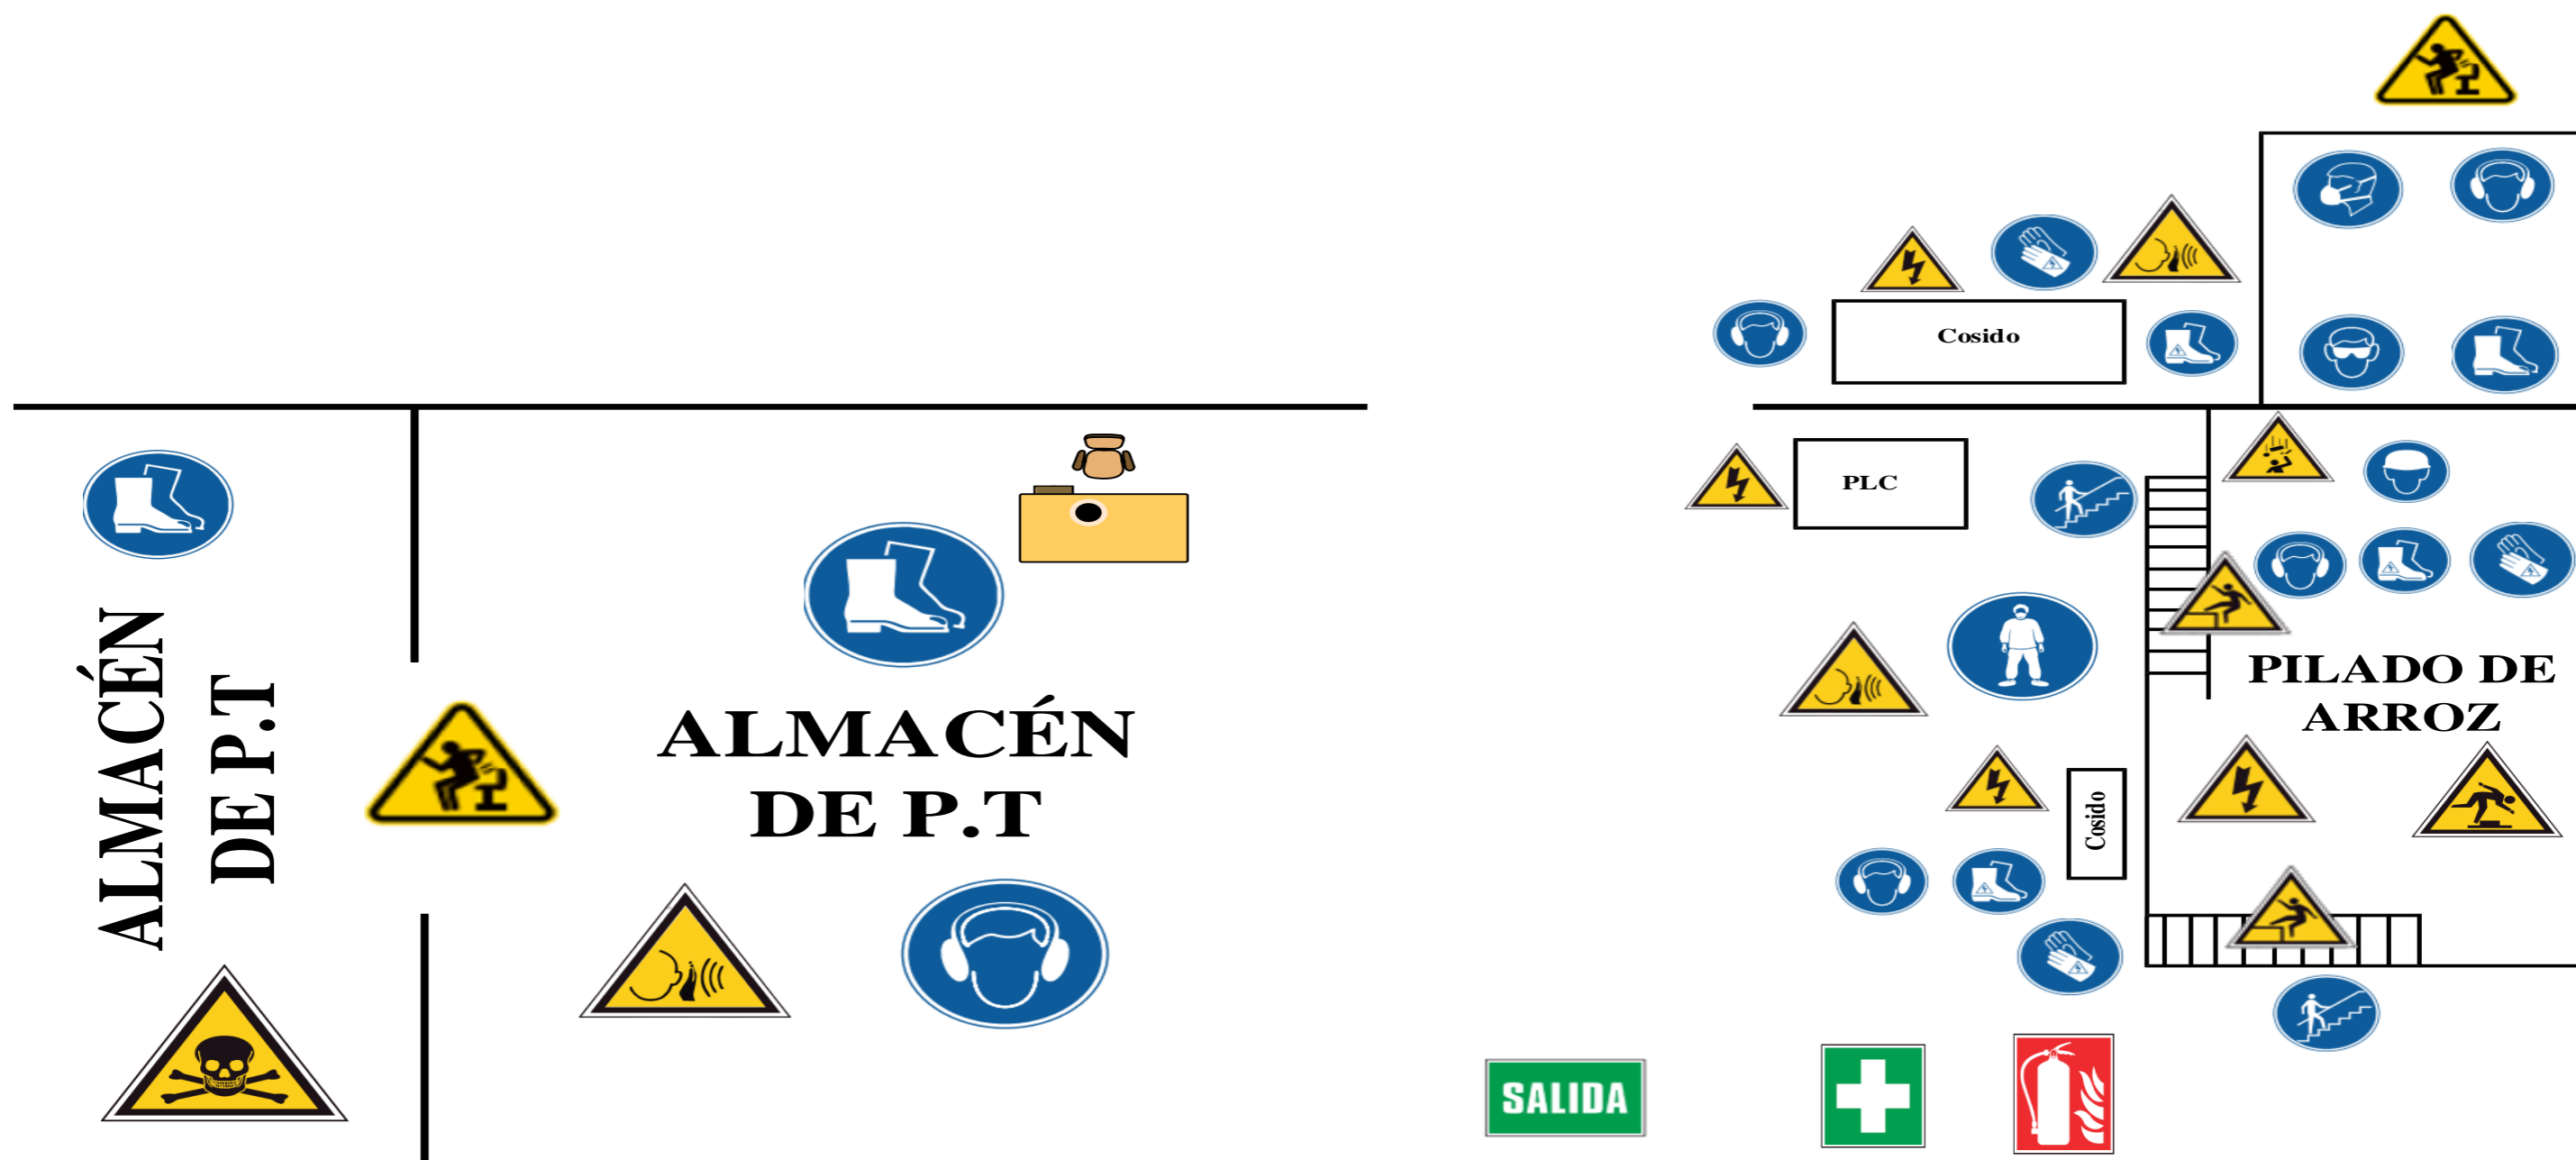 Cosido
PLC
ALMACÉN
DE P.T
ALMACÉN
DE P.T
PILADO DE
ARROZ
Cosido
SALIDA